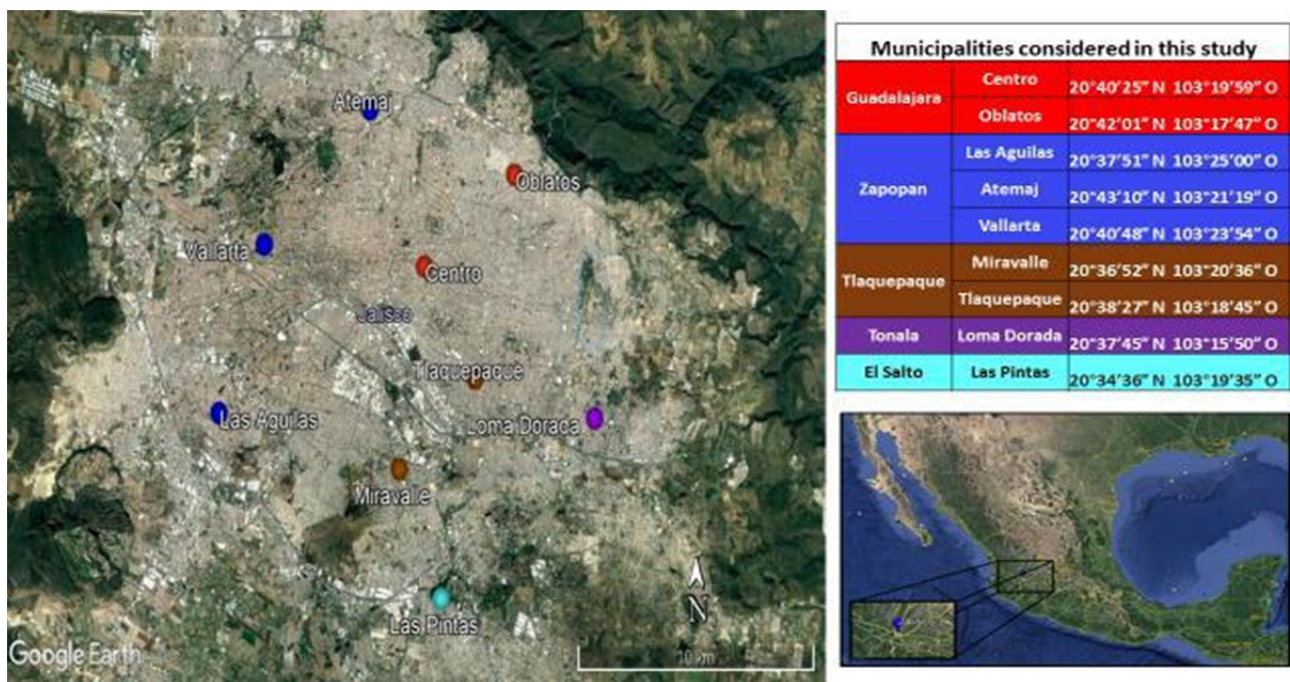 Atemaj
Oblatos
Vallarta
Centro
Jalisco
Tlaquepaque
Las Aguilas
Loma Dorada
Miravalle
N
Las Pintas
Google Earth
10 km
Municipalities considered in this study
Guadalajara
Centro 20°40'25" N 103°19'59" O
Oblatos 20°42'01" N 103°17'47" O
Zapopan
Las Aguilas 20°37'51" N 103°25'00" O
Atemaj 20°43'10" N 103°21'19" O
Vallarta 20°40'48" N 103°23'54" O
Tlaquepaque
Miravalle 20°36'52" N 103°20'36" O
Tlaquepaque 20°38'27" N 103°18'45" O
Tonala Loma Dorada 20°37'45" N 103°15'50" O
El Salto Las Pintas 20°34'36" N 103°19'35" O